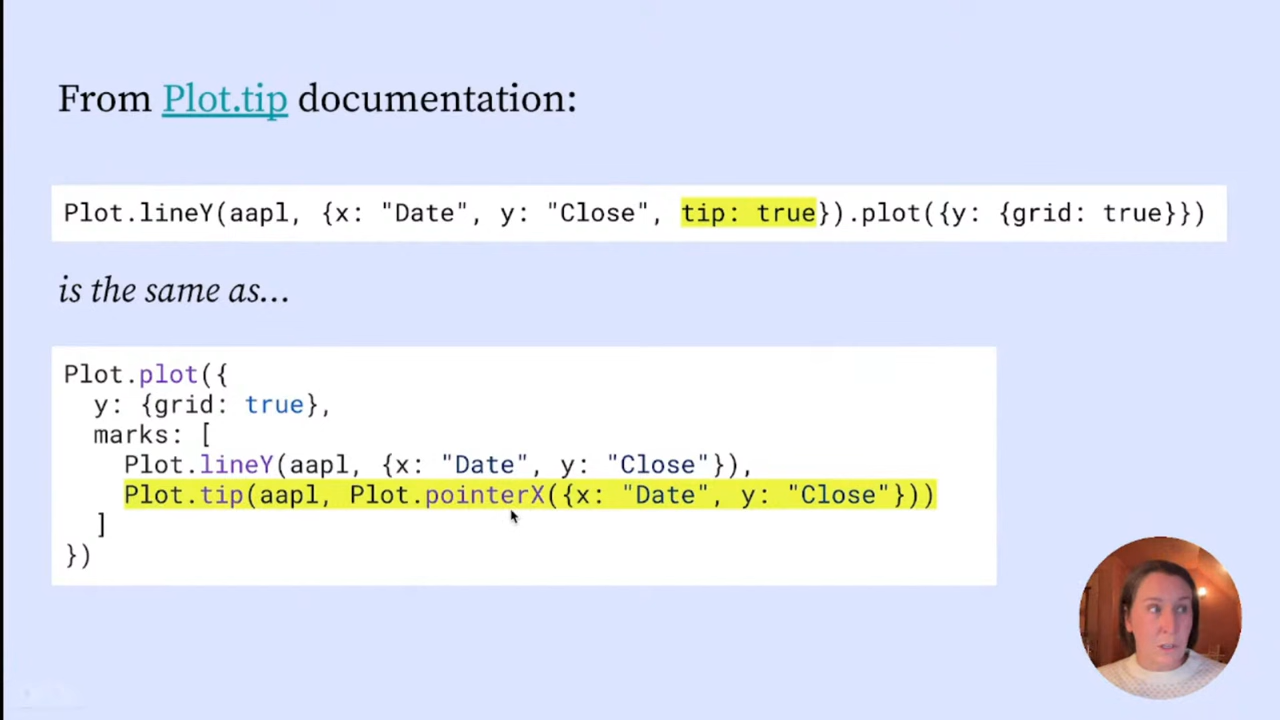 From Plot.tip documentation:
Plot.lineY(aapl, {x: "Date", y: "Close", tip: true}).plot({y: {grid: true}})
is the same as…
Plot.plot({
  y: {grid: true},
  marks: [
    Plot.lineY(aapl, {x: "Date", y: "Close"}),
    Plot.tip(aapl, Plot.pointerX({x: "Date", y: "Close"}))
  ]
})